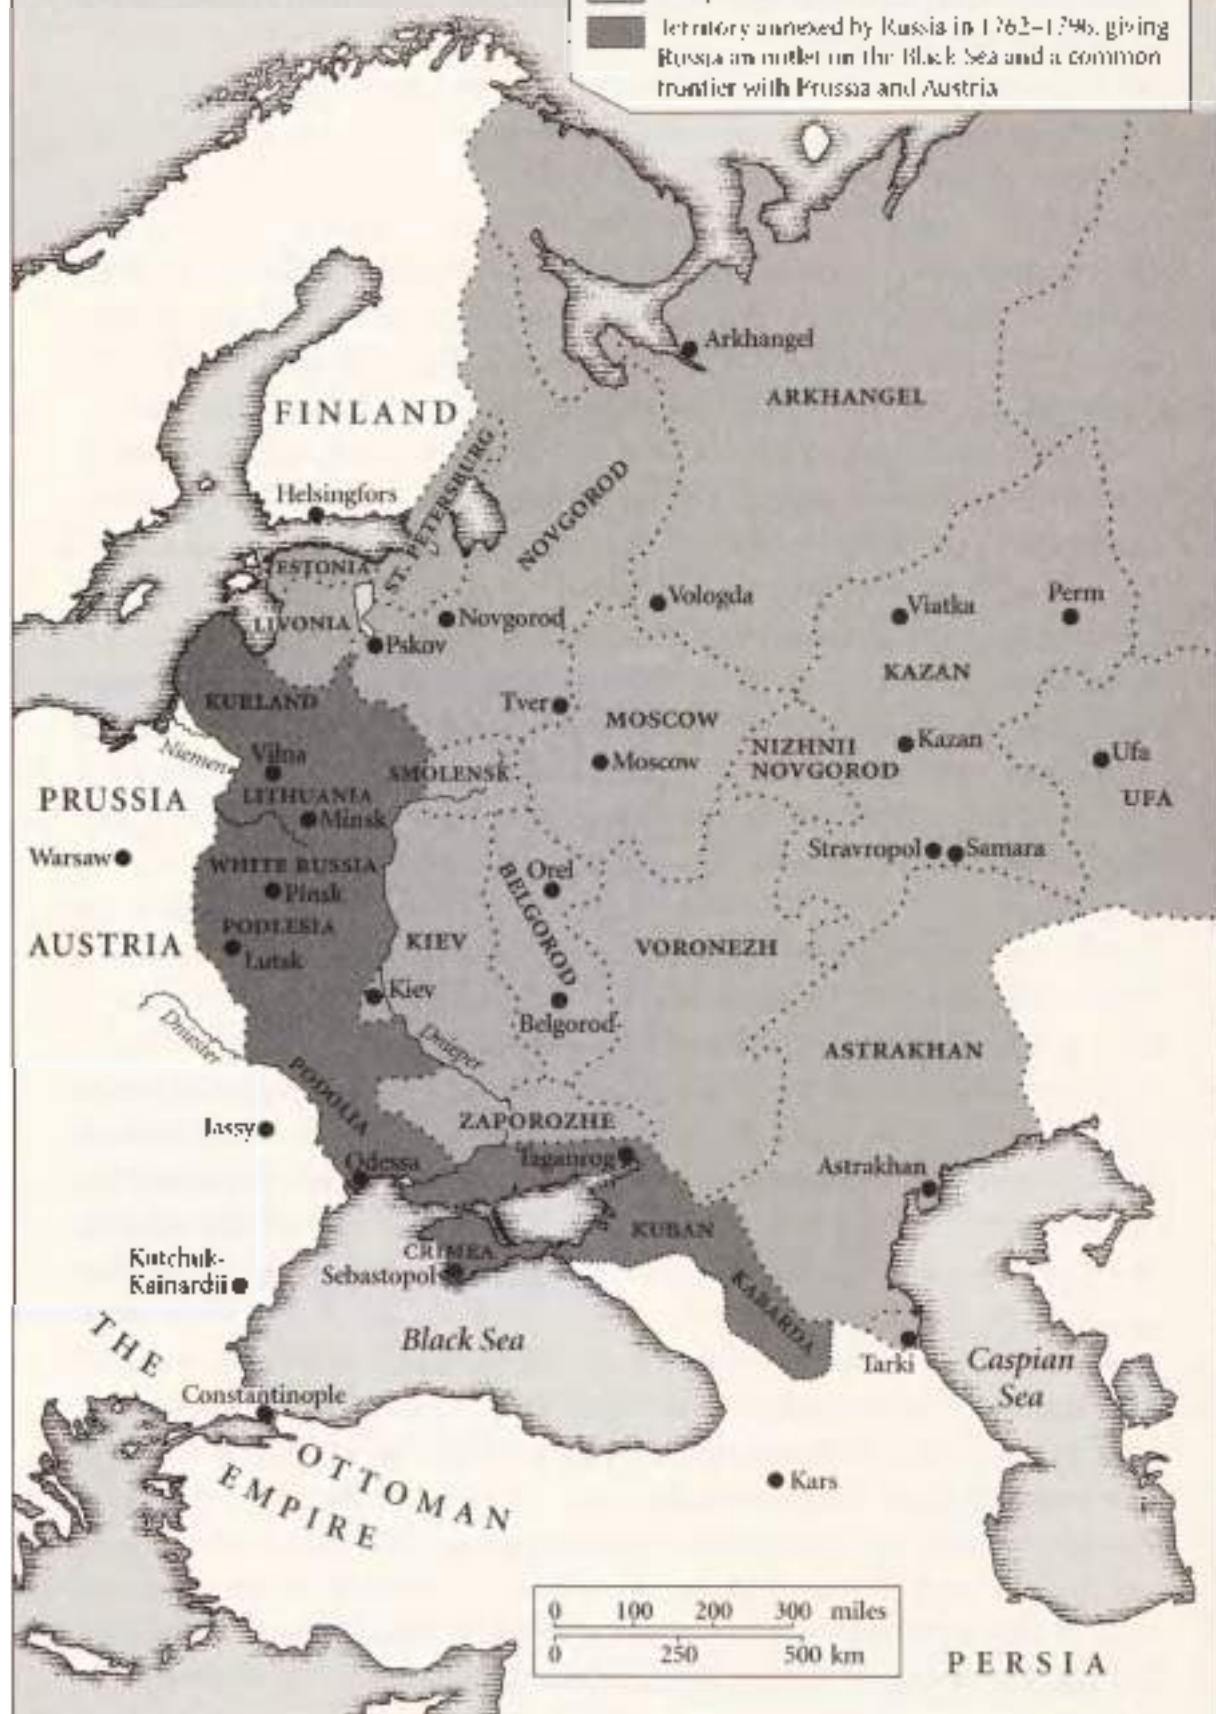 Territory annexed by Russia in 1762–1796, giving
Russia an outlet on the Black Sea and a common
frontier with Prussia and Austria
Arkhangel
ARKHANGEL
FINLAND
ST. PETERSBURG
NOVGOROD
Helsingfors
ESTONIA
LIVONIA
Novgorod
Pskov
Vologda
Viatka
Perm
KAZAN
KURLAND
Tver
MOSCOW
Moscow
NIZHNII
NOVGOROD
Kazan
Ufa
UFA
Niemen
Vilna
SMOLENSK
LITHUANIA
Minsk
PRUSSIA
Warsaw
WHITE RUSSIA
Pinsk
Orel
BELGOROD
Stravropol
Samara
AUSTRIA
PODLESIA
Lutsk
KIEV
VORONEZH
Kiev
Belgorod
Dniester
Dnieper
ASTRAKHAN
PODOLIA
ZAPOROZHE
Jassy
Odessa
Taganrog
Astrakhan
KUBAN
CRIMEA
Sebastopol
Kutchuk-
Kainardii
KABARDA
Black Sea
Tarki
Caspian
Sea
THE
OTTOMAN
EMPIRE
Constantinople
Kars
0 100 200 300 miles
0 250 500 km
PERSIA